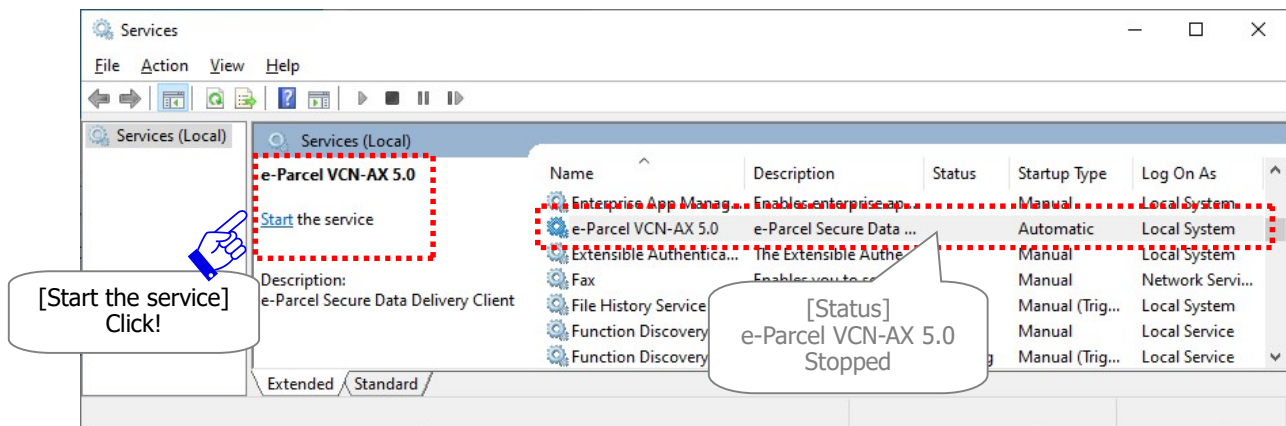 Services
File Action View Help
Services (Local)
Services (Local)
e-Parcel VCN-AX 5.0
Start the service
Description:
e-Parcel Secure Data Delivery Client
[Start the service]
Click!
Name Description Status Startup Type Log On As
Enterprise App Manag... Enables enterprise ap... Manual Local System
e-Parcel VCN-AX 5.0 e-Parcel Secure Data ... Automatic Local System
Extensible Authentica... The Extensible Authe... Manual Local System
Fax Enables you to Manual Network Servi...
File History Service Manual (Trig... Local System
Function Discovery Manual Local Service
Function Discovery Manual (Trig... Local Service
[Status]
e-Parcel VCN-AX 5.0
Stopped
Extended Standard